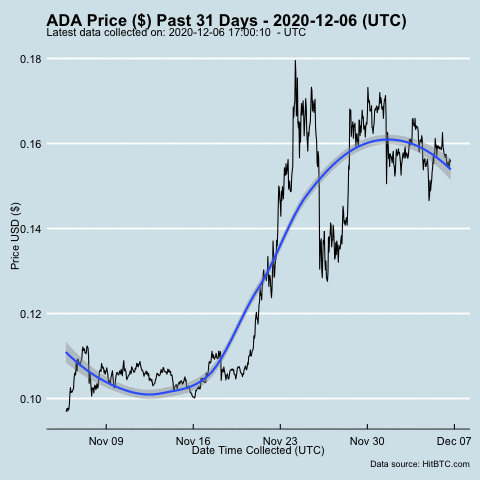 ADA Price ($) Past 31 Days - 2020-12-06 (UTC)
Latest data collected on: 2020-12-06 17:00:10 - UTC
0.18
0.16
0.14
0.12
0.10
Price USD ($)
Nov 09 Nov 16 Nov 23 Nov 30 Dec 07
Date Time Collected (UTC)
Data source: HitBTC.com